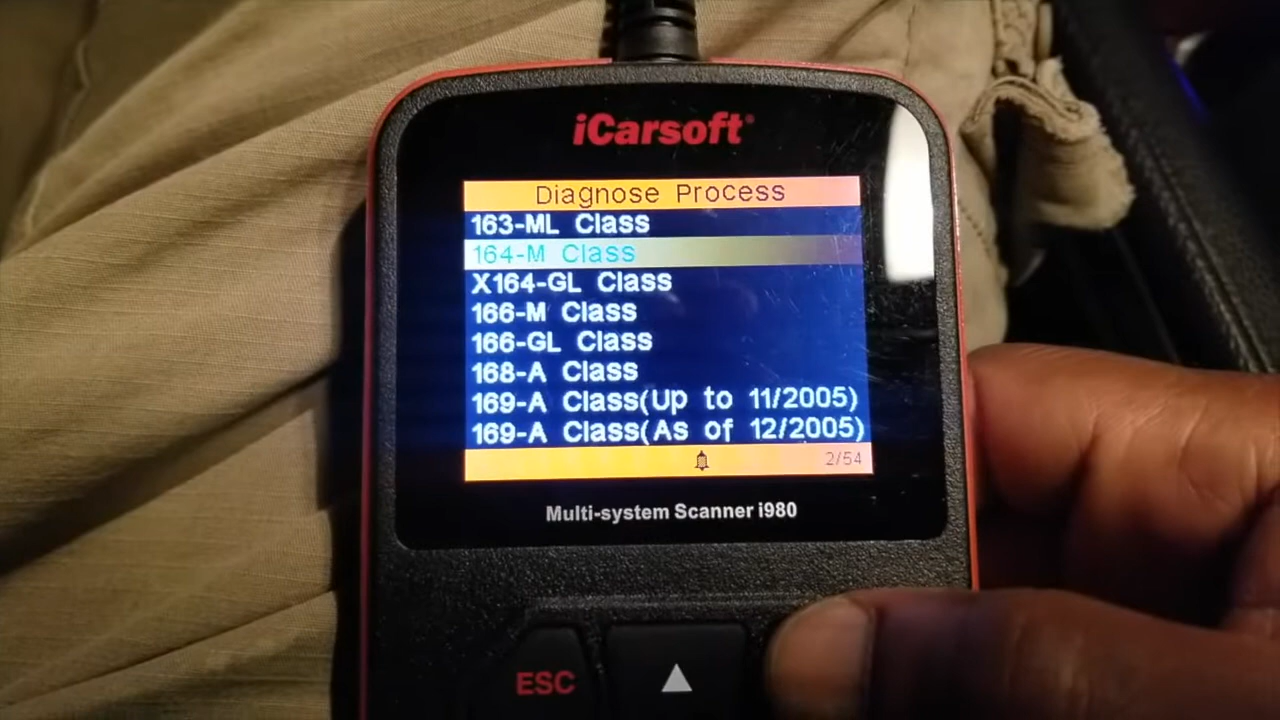 iCarsoft®
Diagnose Process
163-ML Class
164-M Class
X164-GL Class
166-M Class
166-GL Class
168-A Class
169-A Class(Up to 11/2005)
169-A Class(As of 12/2005)
2/54
Multi-system Scanner i980
ESC